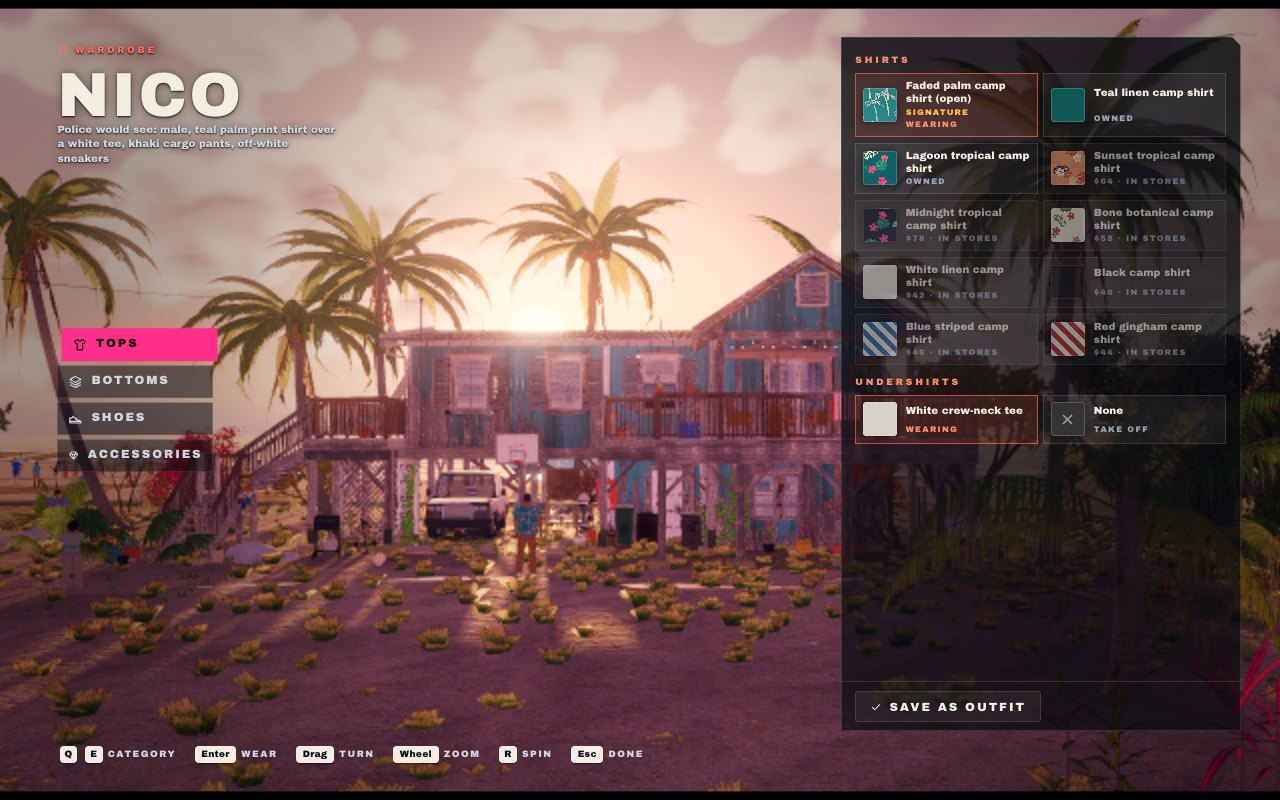 WARDROBE
NICO
Police would see: male, teal palm print shirt over
a white tee, khaki cargo pants, off-white
sneakers
TOPS
BOTTOMS
SHOES
ACCESSORIES
SHIRTS
Faded palm camp
shirt (open)
SIGNATURE
WEARING
Teal linen camp shirt
OWNED
Lagoon tropical camp
shirt
OWNED
Sunset tropical camp
shirt
$64 · IN STORES
Midnight tropical
camp shirt
$78 · IN STORES
Bone botanical camp
shirt
$58 · IN STORES
White linen camp
shirt
$42 · IN STORES
Black camp shirt
$40 · IN STORES
Blue striped camp
shirt
$46 · IN STORES
Red gingham camp
shirt
$44 · IN STORES
UNDERSHIRTS
White crew-neck tee
WEARING
None
TAKE OFF
SAVE AS OUTFIT
Q E CATEGORY Enter WEAR Drag TURN Wheel ZOOM R SPIN Esc DONE